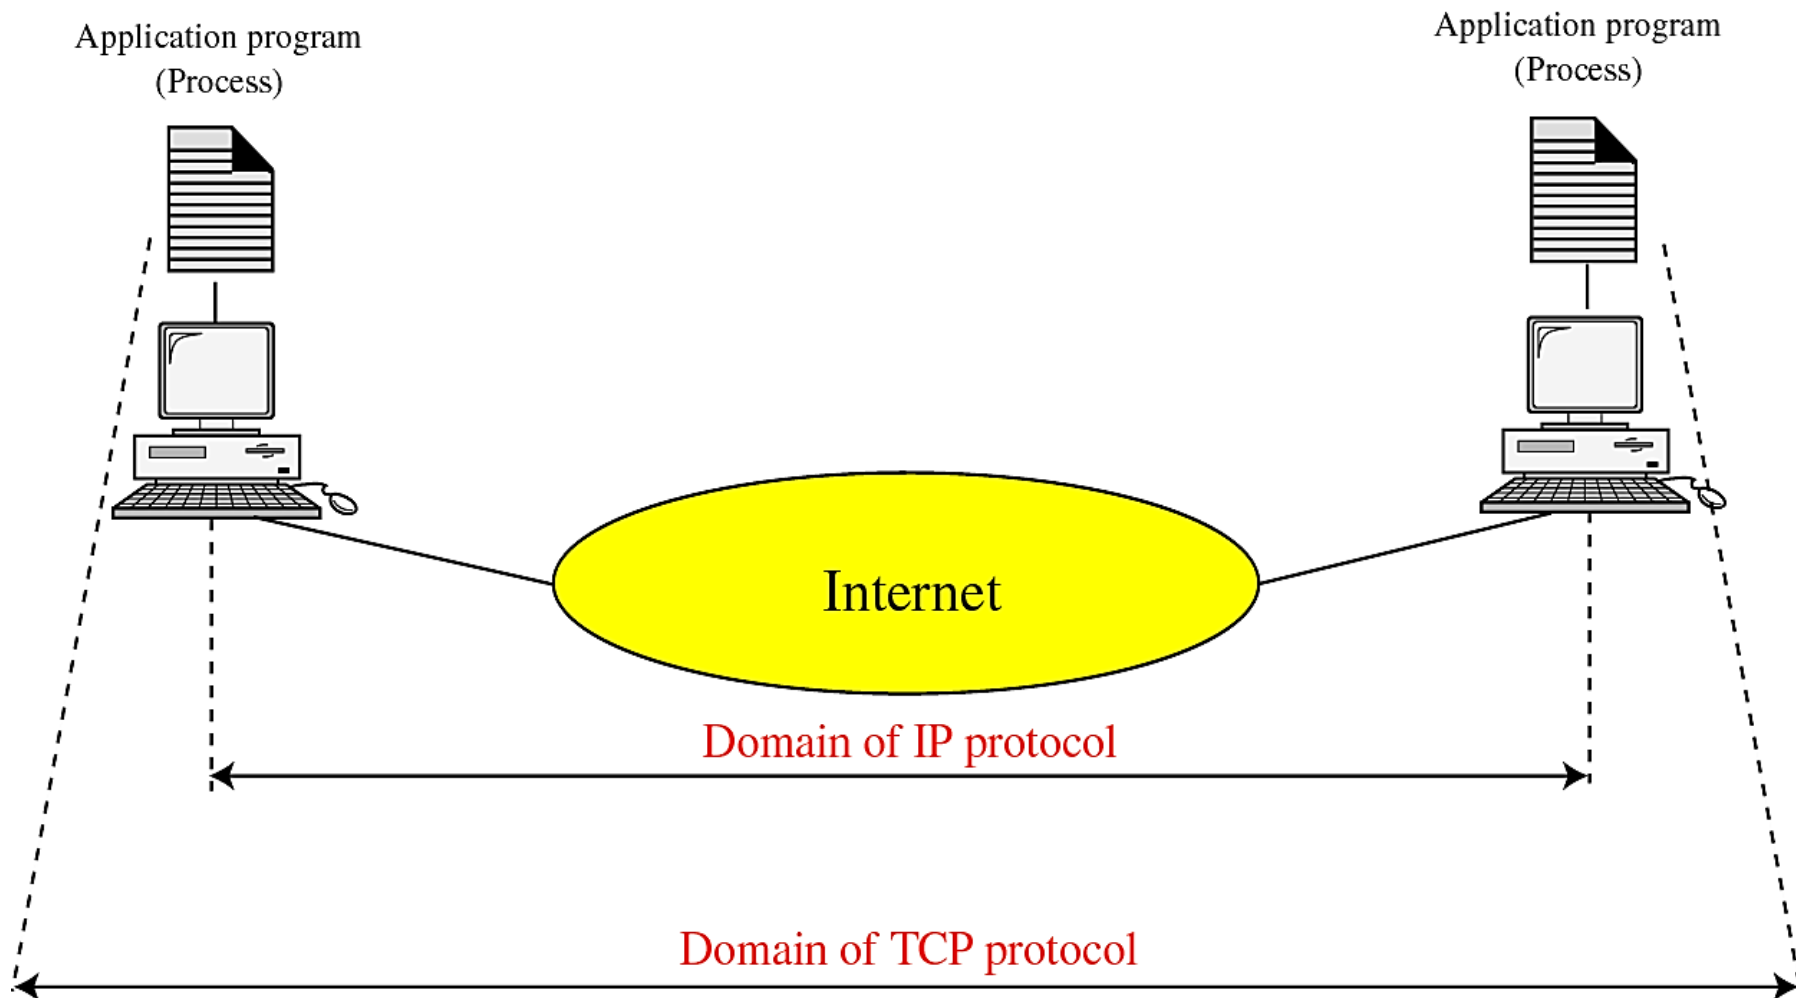 Application program
(Process)
Application program
(Process)
Internet
Domain of IP protocol
Domain of TCP protocol